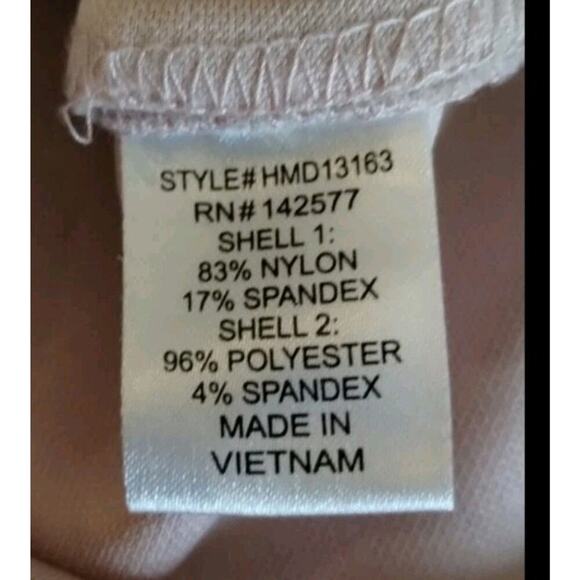 STYLE# HMD13163
RN# 142577
SHELL 1:
83% NYLON
17% SPANDEX
SHELL 2:
96% POLYESTER
4% SPANDEX
MADE IN
VIETNAM